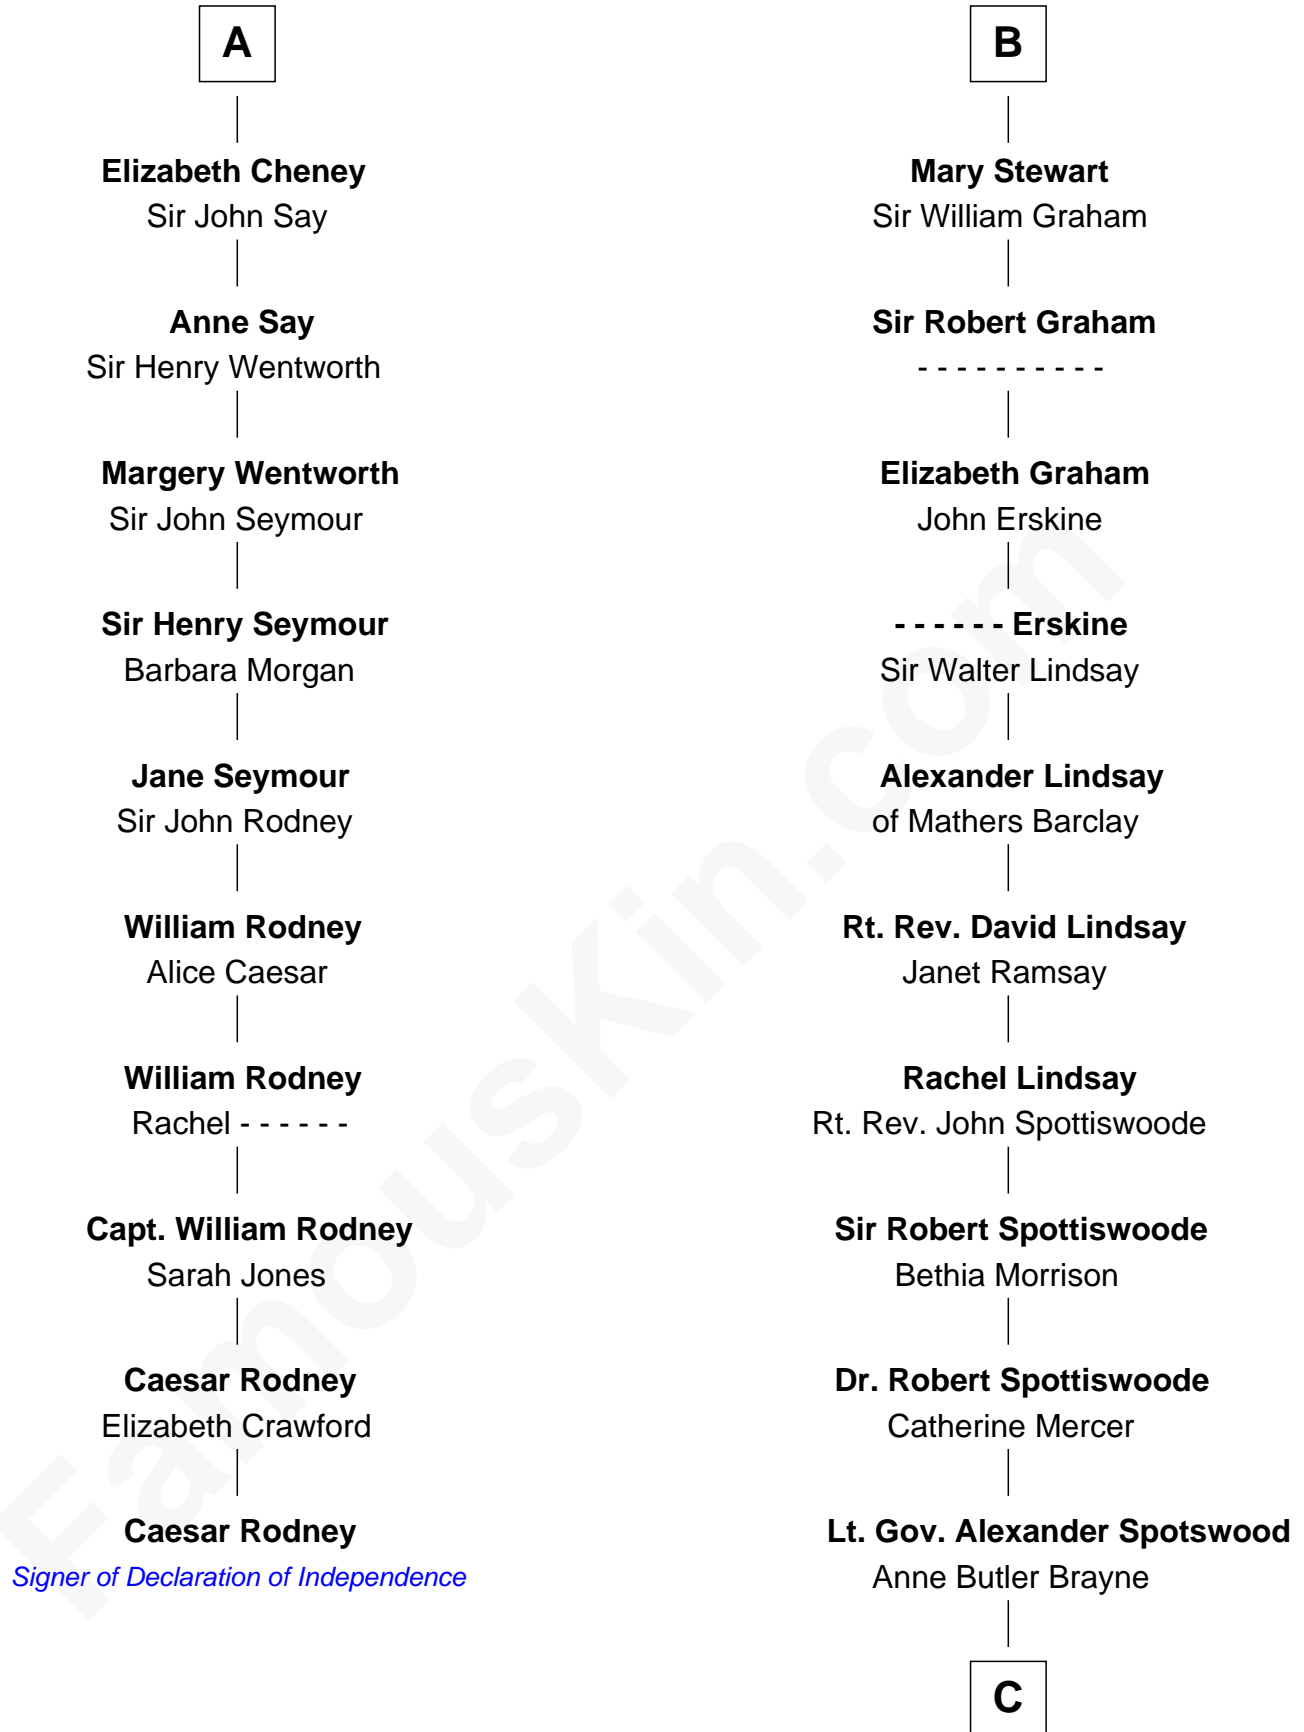 A
Elizabeth Cheney
Sir John Say
Anne Say
Sir Henry Wentworth
Margery Wentworth
Sir John Seymour
Sir Henry Seymour
Barbara Morgan
Jane Seymour
Sir John Rodney
William Rodney
Alice Caesar
William Rodney
Rachel - - - - - -
Capt. William Rodney
Sarah Jones
Caesar Rodney
Elizabeth Crawford
Caesar Rodney
Signer of Declaration of Independence
B
Mary Stewart
Sir William Graham
Sir Robert Graham
- - - - - - - - - -
Elizabeth Graham
John Erskine
- - - - - - Erskine
Sir Walter Lindsay
Alexander Lindsay
of Mathers Barclay
Rt. Rev. David Lindsay
Janet Ramsay
Rachel Lindsay
Rt. Rev. John Spottiswoode
Sir Robert Spottiswoode
Bethia Morrison
Dr. Robert Spottiswoode
Catherine Mercer
Lt. Gov. Alexander Spotswood
Anne Butler Brayne
C
FamousKin.com